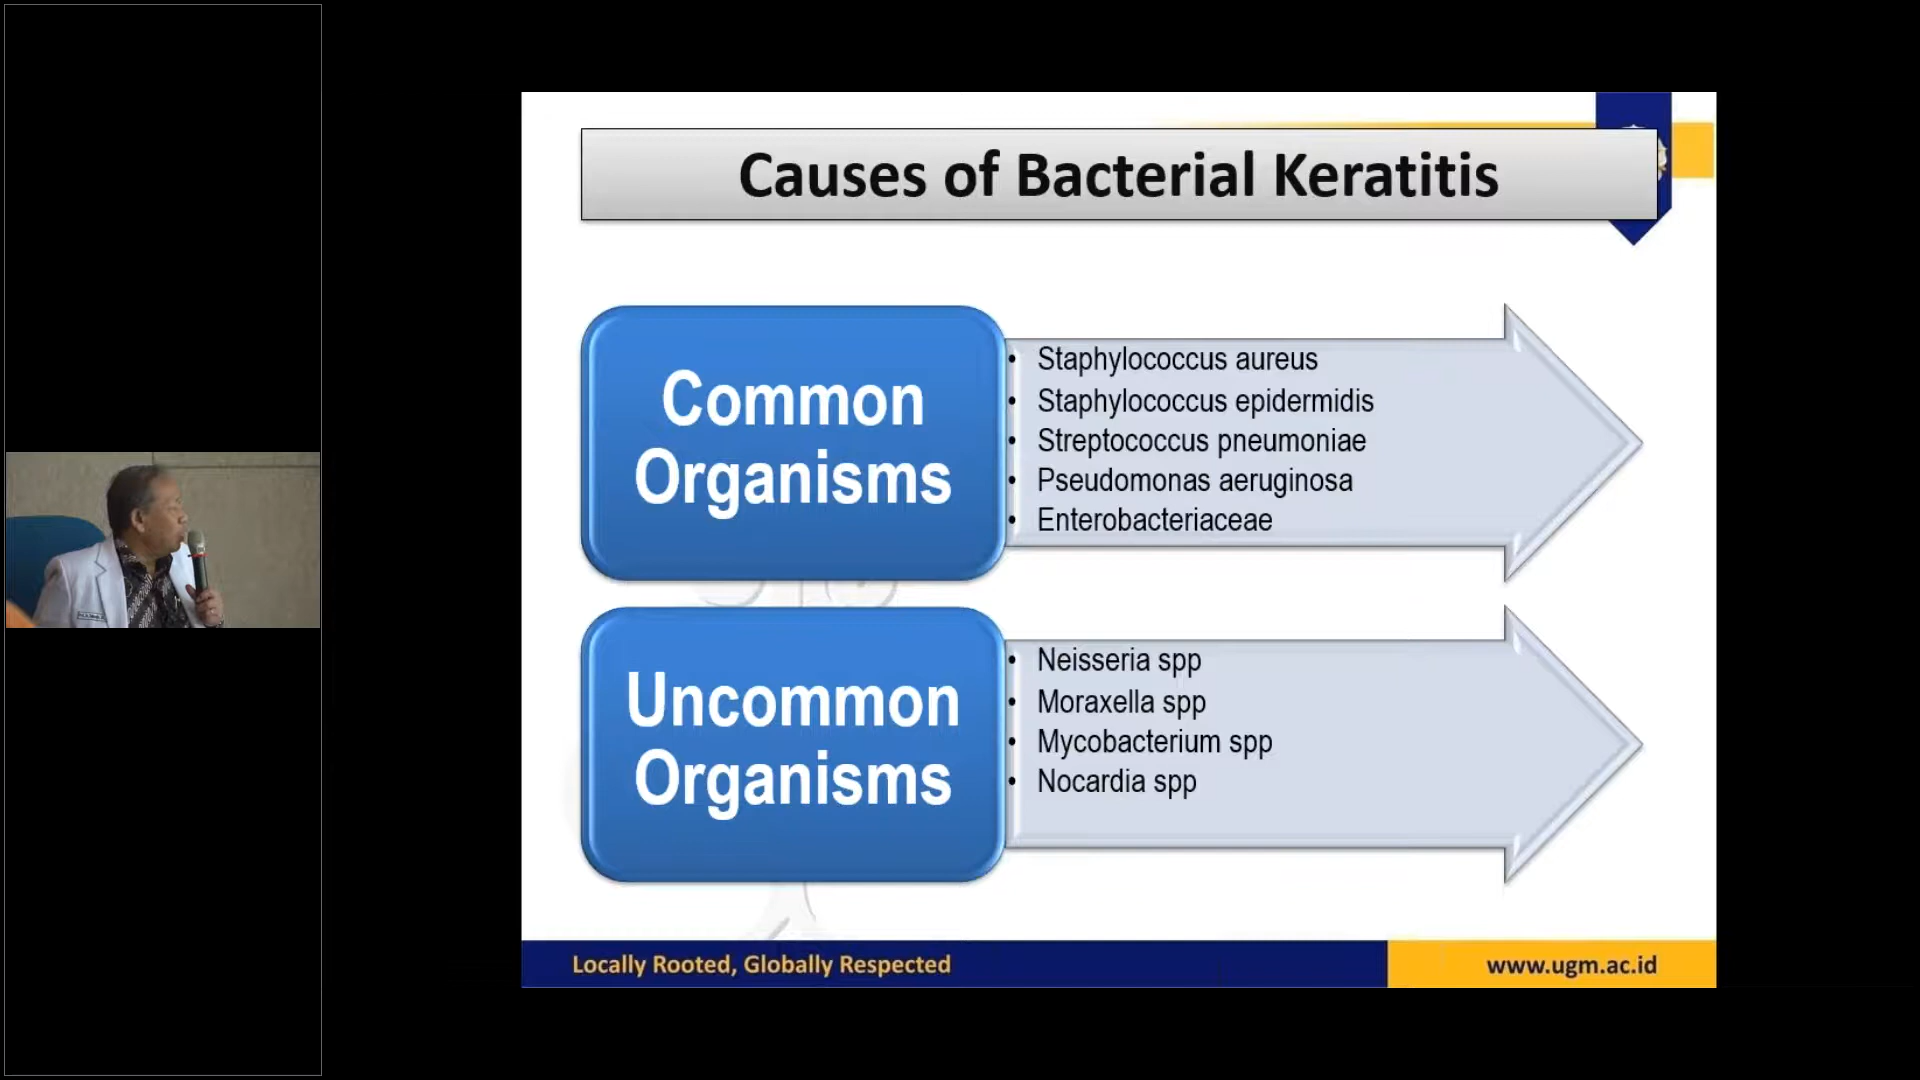 Causes of Bacterial Keratitis
Common
Organisms
• Staphylococcus aureus
• Staphylococcus epidermidis
• Streptococcus pneumoniae
• Pseudomonas aeruginosa
• Enterobacteriaceae
Uncommon
Organisms
• Neisseria spp
• Moraxella spp
• Mycobacterium spp
• Nocardia spp
Locally Rooted, Globally Respected
www.ugm.ac.id